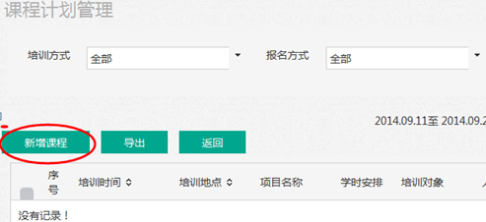 课程计划管理
培训方式 全部 报名方式 全部
2014.09.11至 2014.09.2
新增课程 导出 返回
序号 培训时间 培训地点 项目名称 学时安排 培训对象
没有记录！